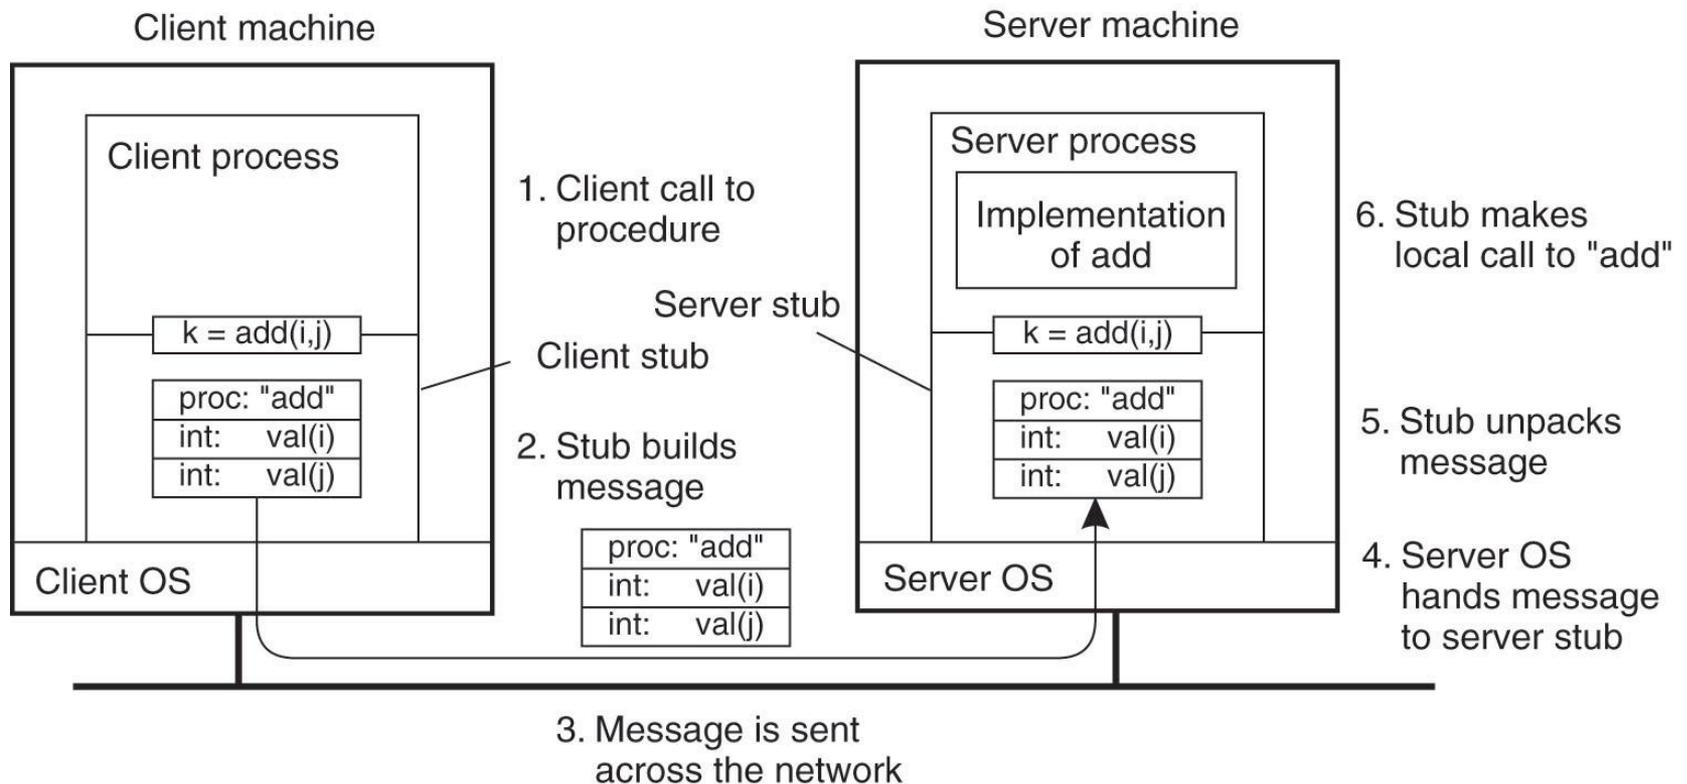 Client machine
Server machine
Client process
Server process
Implementation
of add
1. Client call to
procedure
6. Stub makes
local call to "add"
Server stub
k = add(i,j)
k = add(i,j)
Client stub
proc: "add"
int: val(i)
int: val(j)
proc: "add"
int: val(i)
int: val(j)
2. Stub builds
message
5. Stub unpacks
message
proc: "add"
int: val(i)
int: val(j)
Client OS
Server OS
4. Server OS
hands message
to server stub
3. Message is sent
across the network